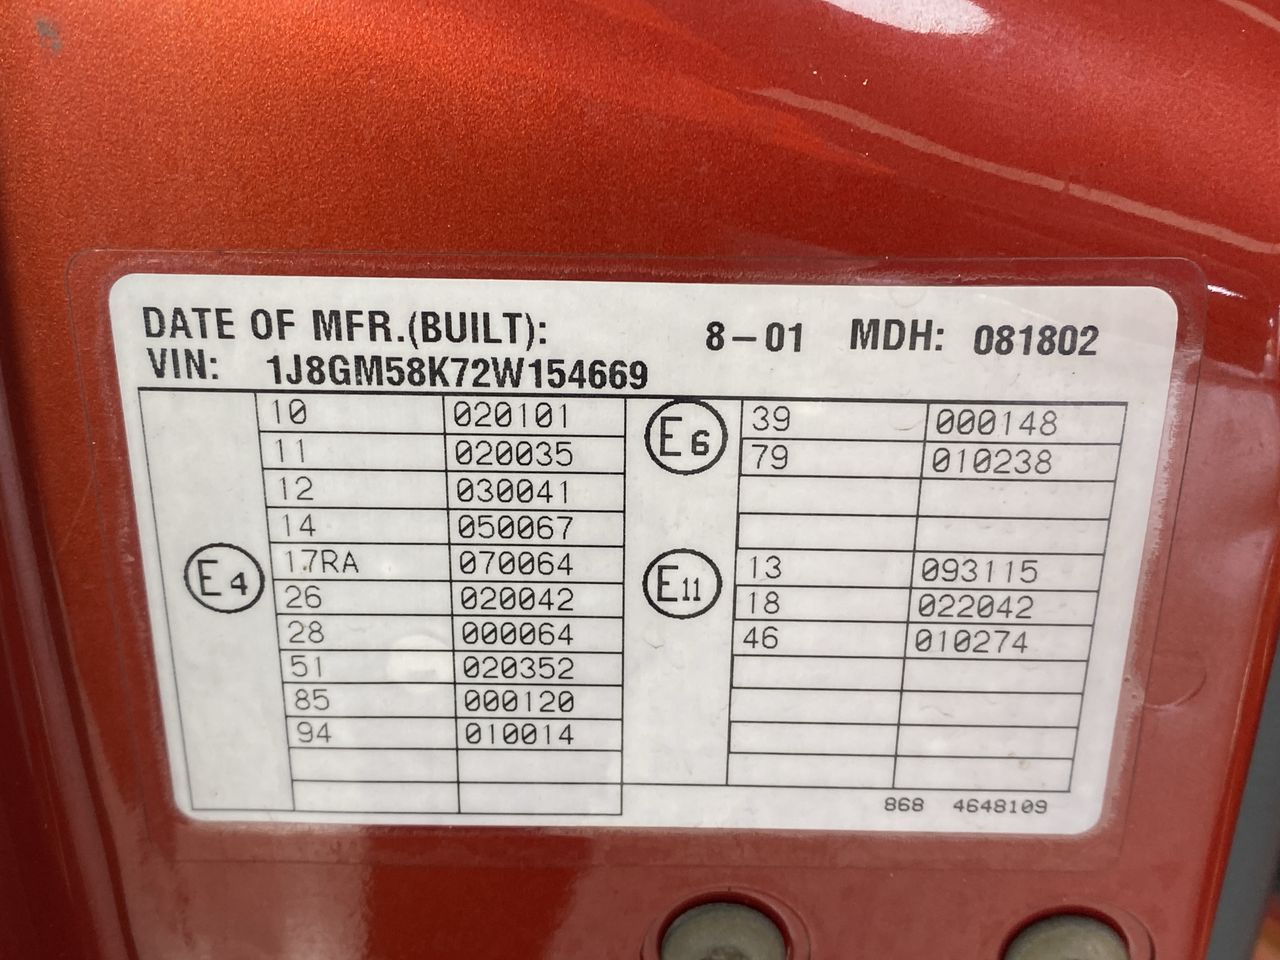 DATE OF MFR.(BUILT): 8-01 MDH: 081802
VIN: 1J8GM58K72W154669
E4
10 020101
11 020035
12 030041
14 050067
17RA 070064
26 020042
28 000064
51 020352
85 000120
94 010014
E6
39 000148
79 010238
E11
13 093115
18 022042
46 010274
868 4648109